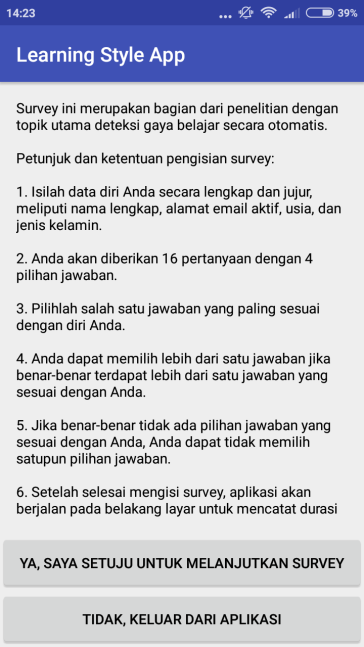 14:23
39%
Learning Style App
Survey ini merupakan bagian dari penelitian dengan
topik utama deteksi gaya belajar secara otomatis.
Petunjuk dan ketentuan pengisian survey:
1. Isilah data diri Anda secara lengkap dan jujur,
meliputi nama lengkap, alamat email aktif, usia, dan
jenis kelamin.
2. Anda akan diberikan 16 pertanyaan dengan 4
pilihan jawaban.
3. Pilihlah salah satu jawaban yang paling sesuai
dengan diri Anda.
4. Anda dapat memilih lebih dari satu jawaban jika
benar-benar terdapat lebih dari satu jawaban yang
sesuai dengan Anda.
5. Jika benar-benar tidak ada pilihan jawaban yang
sesuai dengan Anda, Anda dapat tidak memilih
satupun pilihan jawaban.
6. Setelah selesai mengisi survey, aplikasi akan
berjalan pada belakang layar untuk mencatat durasi
YA, SAYA SETUJU UNTUK MELANJUTKAN SURVEY
TIDAK, KELUAR DARI APLIKASI